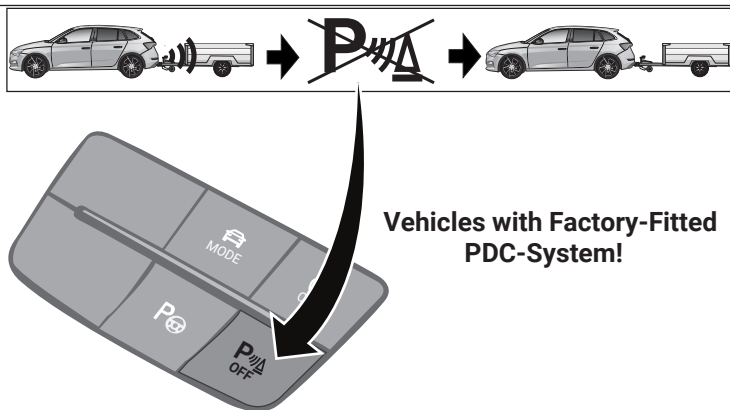 P
Vehicles with Factory-Fitted
PDC-System!
MODE
P
P
OFF